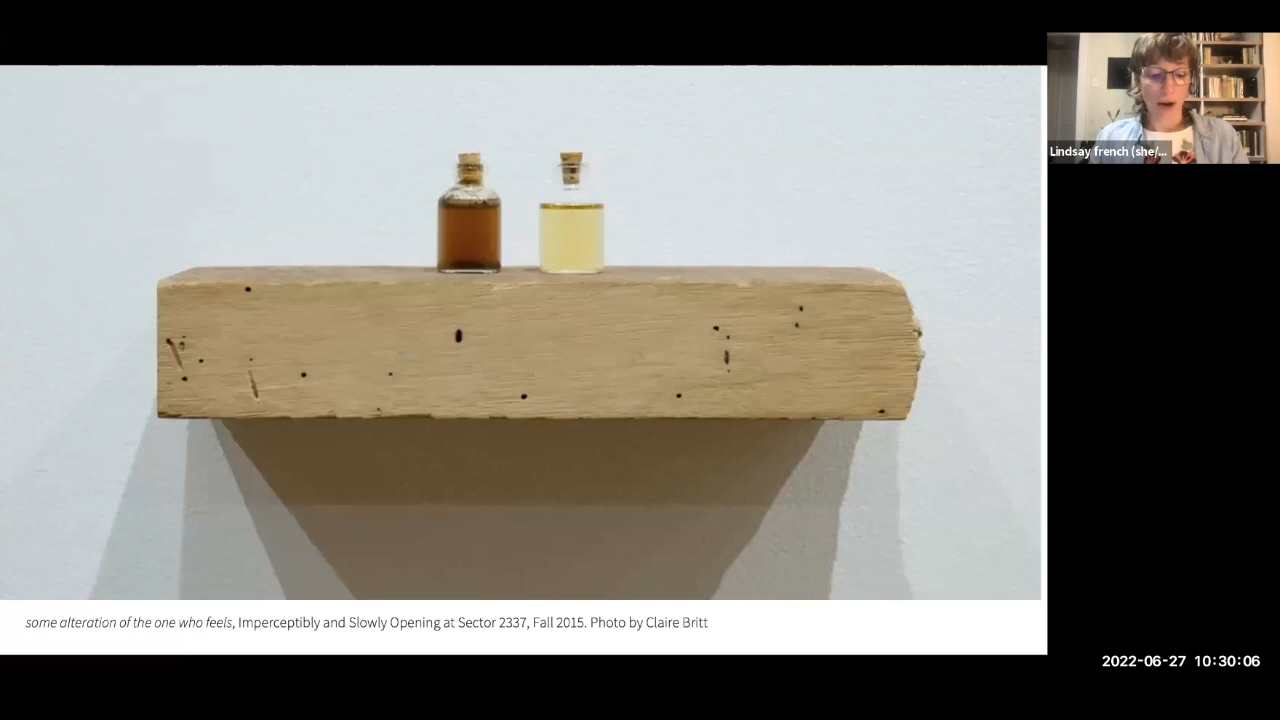 Lindsay french (she/...
some alteration of the one who feels, Imperceptibly and Slowly Opening at Sector 2337, Fall 2015. Photo by Claire Britt
2022-06-27 10:30:06